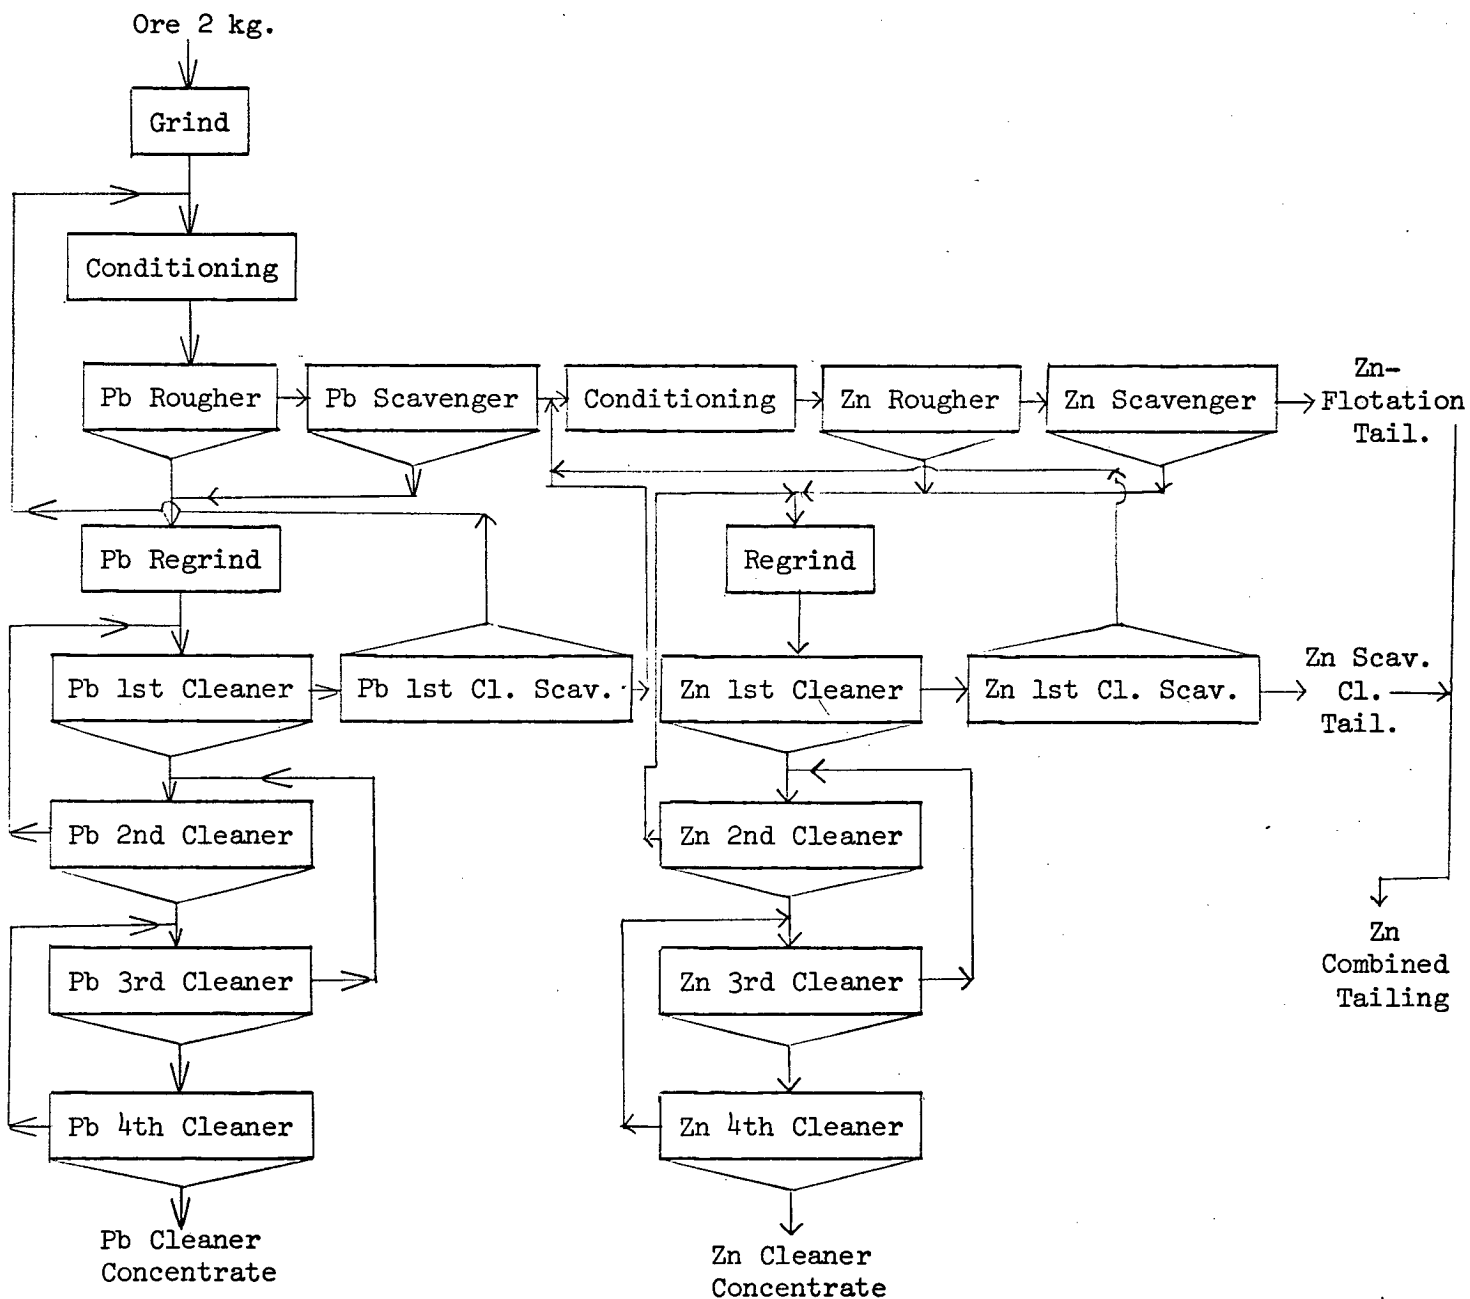 Ore 2 kg.
Grind
Conditioning
Pb Rougher
Pb Scavenger
Conditioning
Zn Rougher
Zn Scavenger
Zn-
Flotation
Tail.
Pb Regrind
Regrind
Pb 1st Cleaner
Pb 1st Cl. Scav.
Zn 1st Cleaner
Zn 1st Cl. Scav.
Zn Scav.
Cl.
Tail.
Pb 2nd Cleaner
Zn 2nd Cleaner
Pb 3rd Cleaner
Zn 3rd Cleaner
Zn
Combined
Tailing
Pb 4th Cleaner
Zn 4th Cleaner
Pb Cleaner
Concentrate
Zn Cleaner
Concentrate